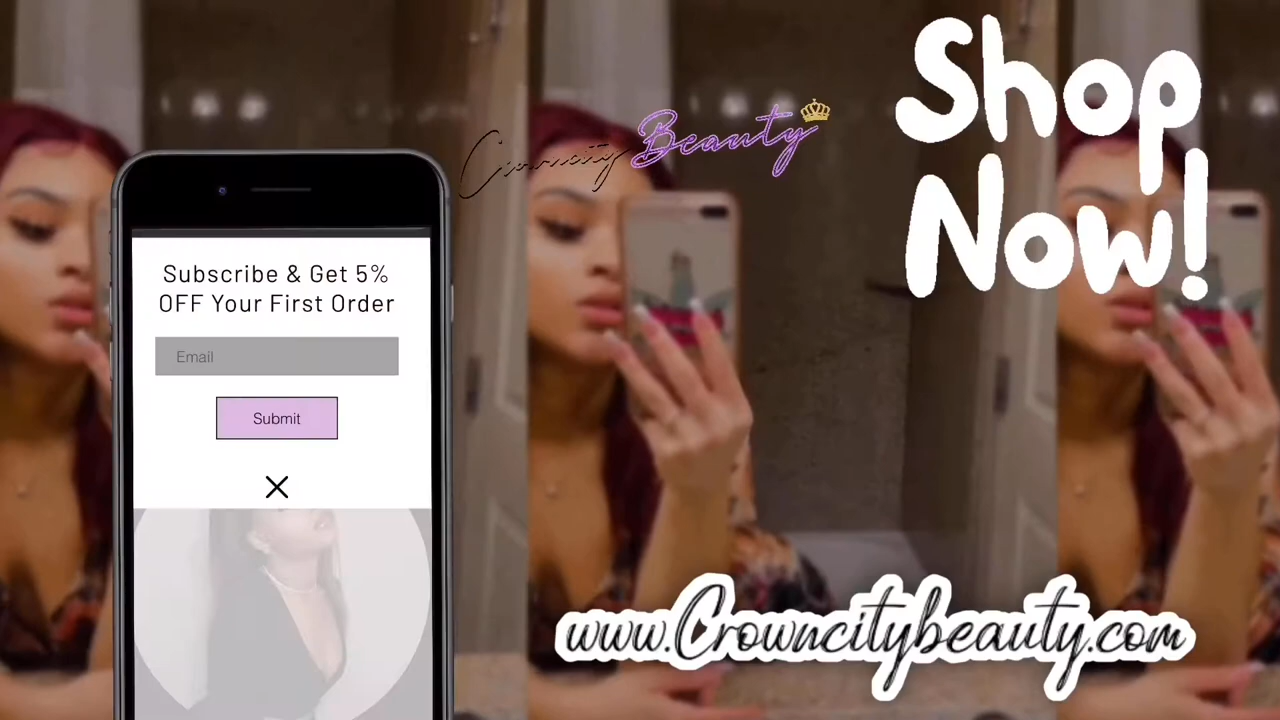 Shop
Now!
Crowncity Beauty
Subscribe & Get 5%
OFF Your First Order
Email
Submit
www.Crowncitybeauty.com